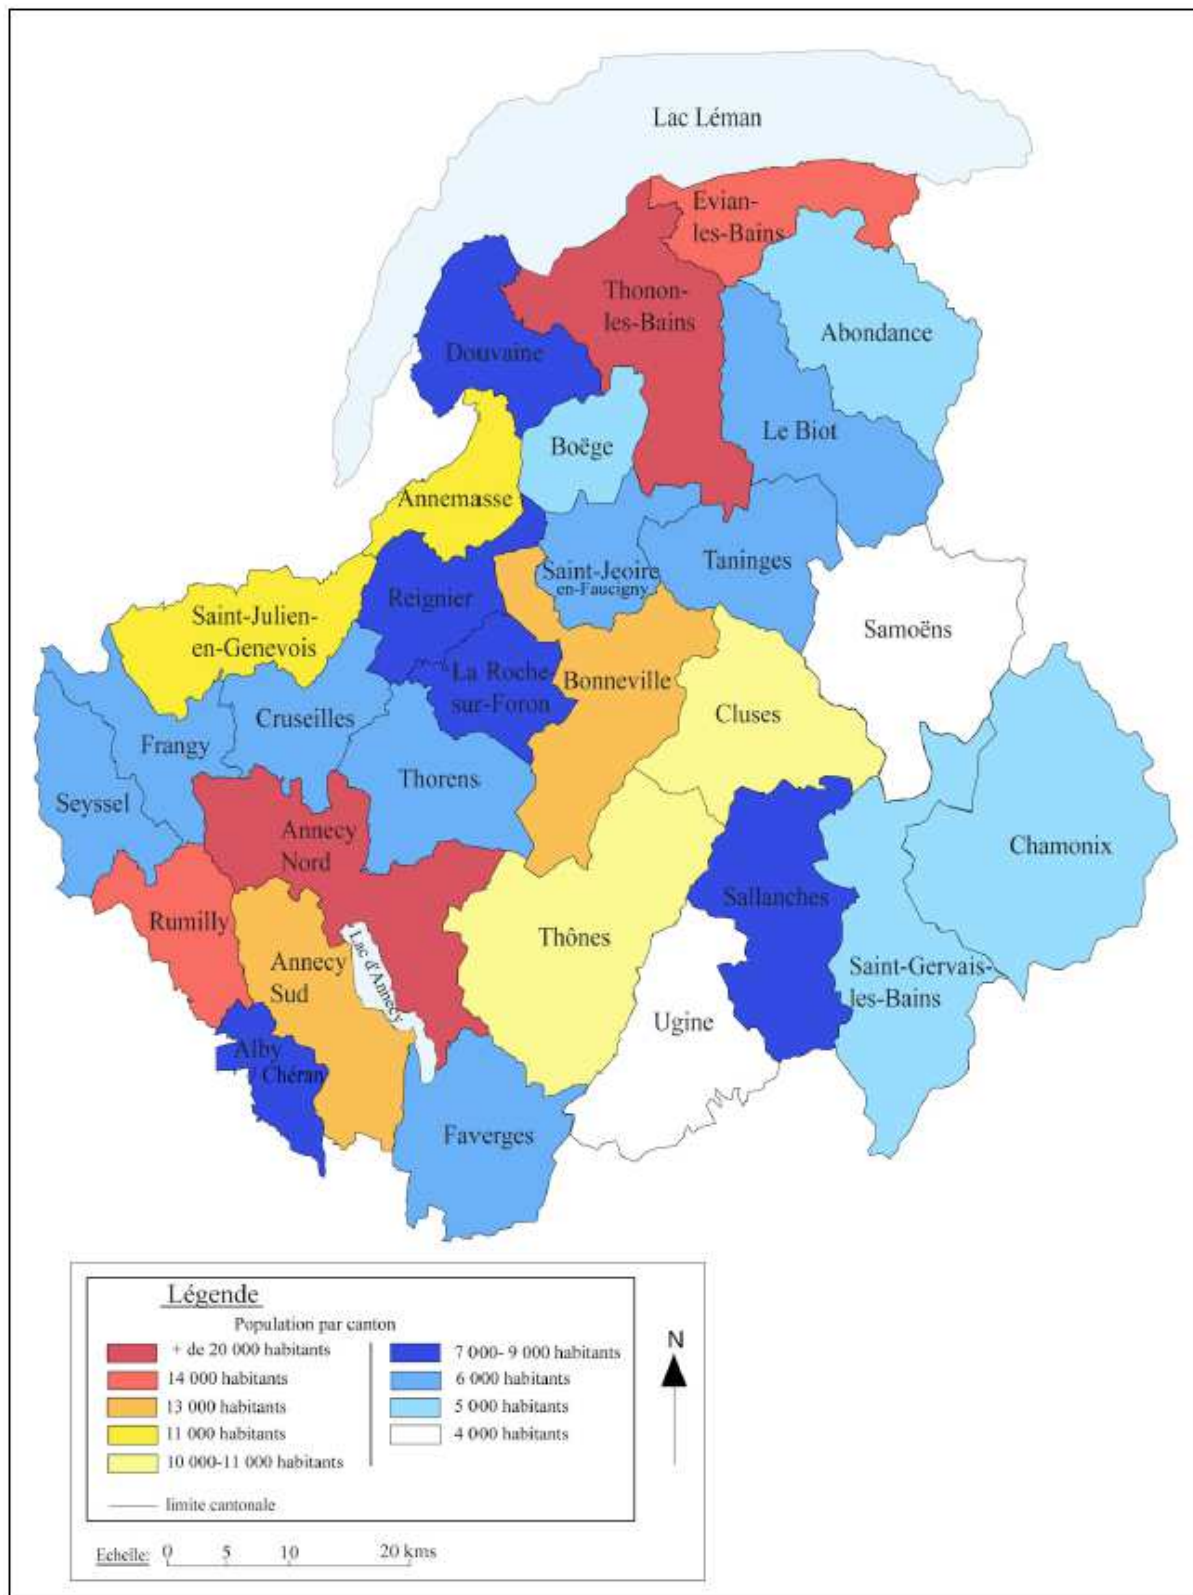 Lac Léman
Evian-
les-Bains
Thonon-
les-Bains
Abondance
Douvaine
Le Biot
Boëge
Annemasse
Saint-Jeoire
en-Faucigny
Taninges
Reignier
Saint-Julien-
en-Genevois
Samoëns
La Roche-
sur-Foron
Bonneville
Cluses
Cruseilles
Frangy
Thorens
Seyssel
Annecy
Nord
Chamonix
Sallanches
Rumilly
Thônes
Lac d'Annecy
Annecy
Sud
Saint-Gervais-
les-Bains
Ugine
Alby
Chéran
Faverges
Légende
Population par canton
+ de 20 000 habitants
14 000 habitants
13 000 habitants
11 000 habitants
10 000-11 000 habitants
7 000- 9 000 habitants
6 000 habitants
5 000 habitants
4 000 habitants
limite cantonale
N
Echelle: 0 5 10 20 kms